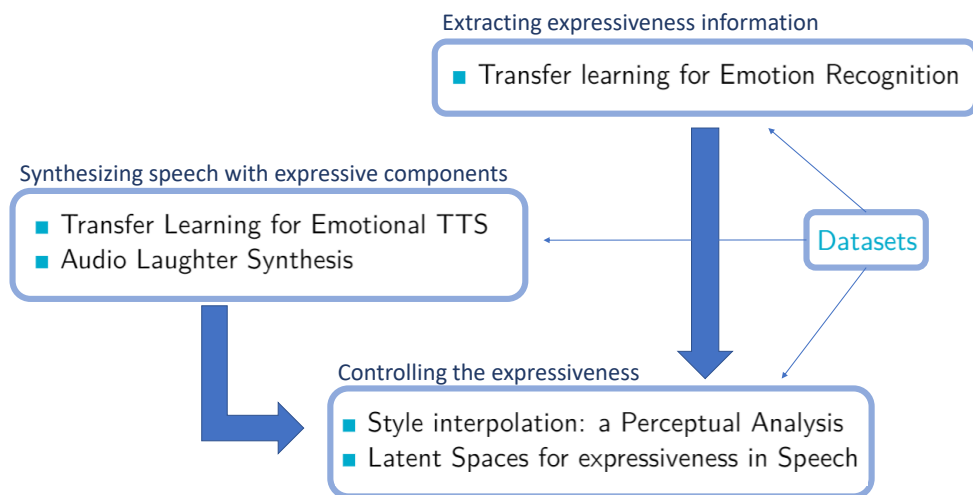 Extracting expressiveness information
Transfer learning for Emotion Recognition
Synthesizing speech with expressive components
Transfer Learning for Emotional TTS
Audio Laughter Synthesis
Datasets
Controlling the expressiveness
Style interpolation: a Perceptual Analysis
Latent Spaces for expressiveness in Speech